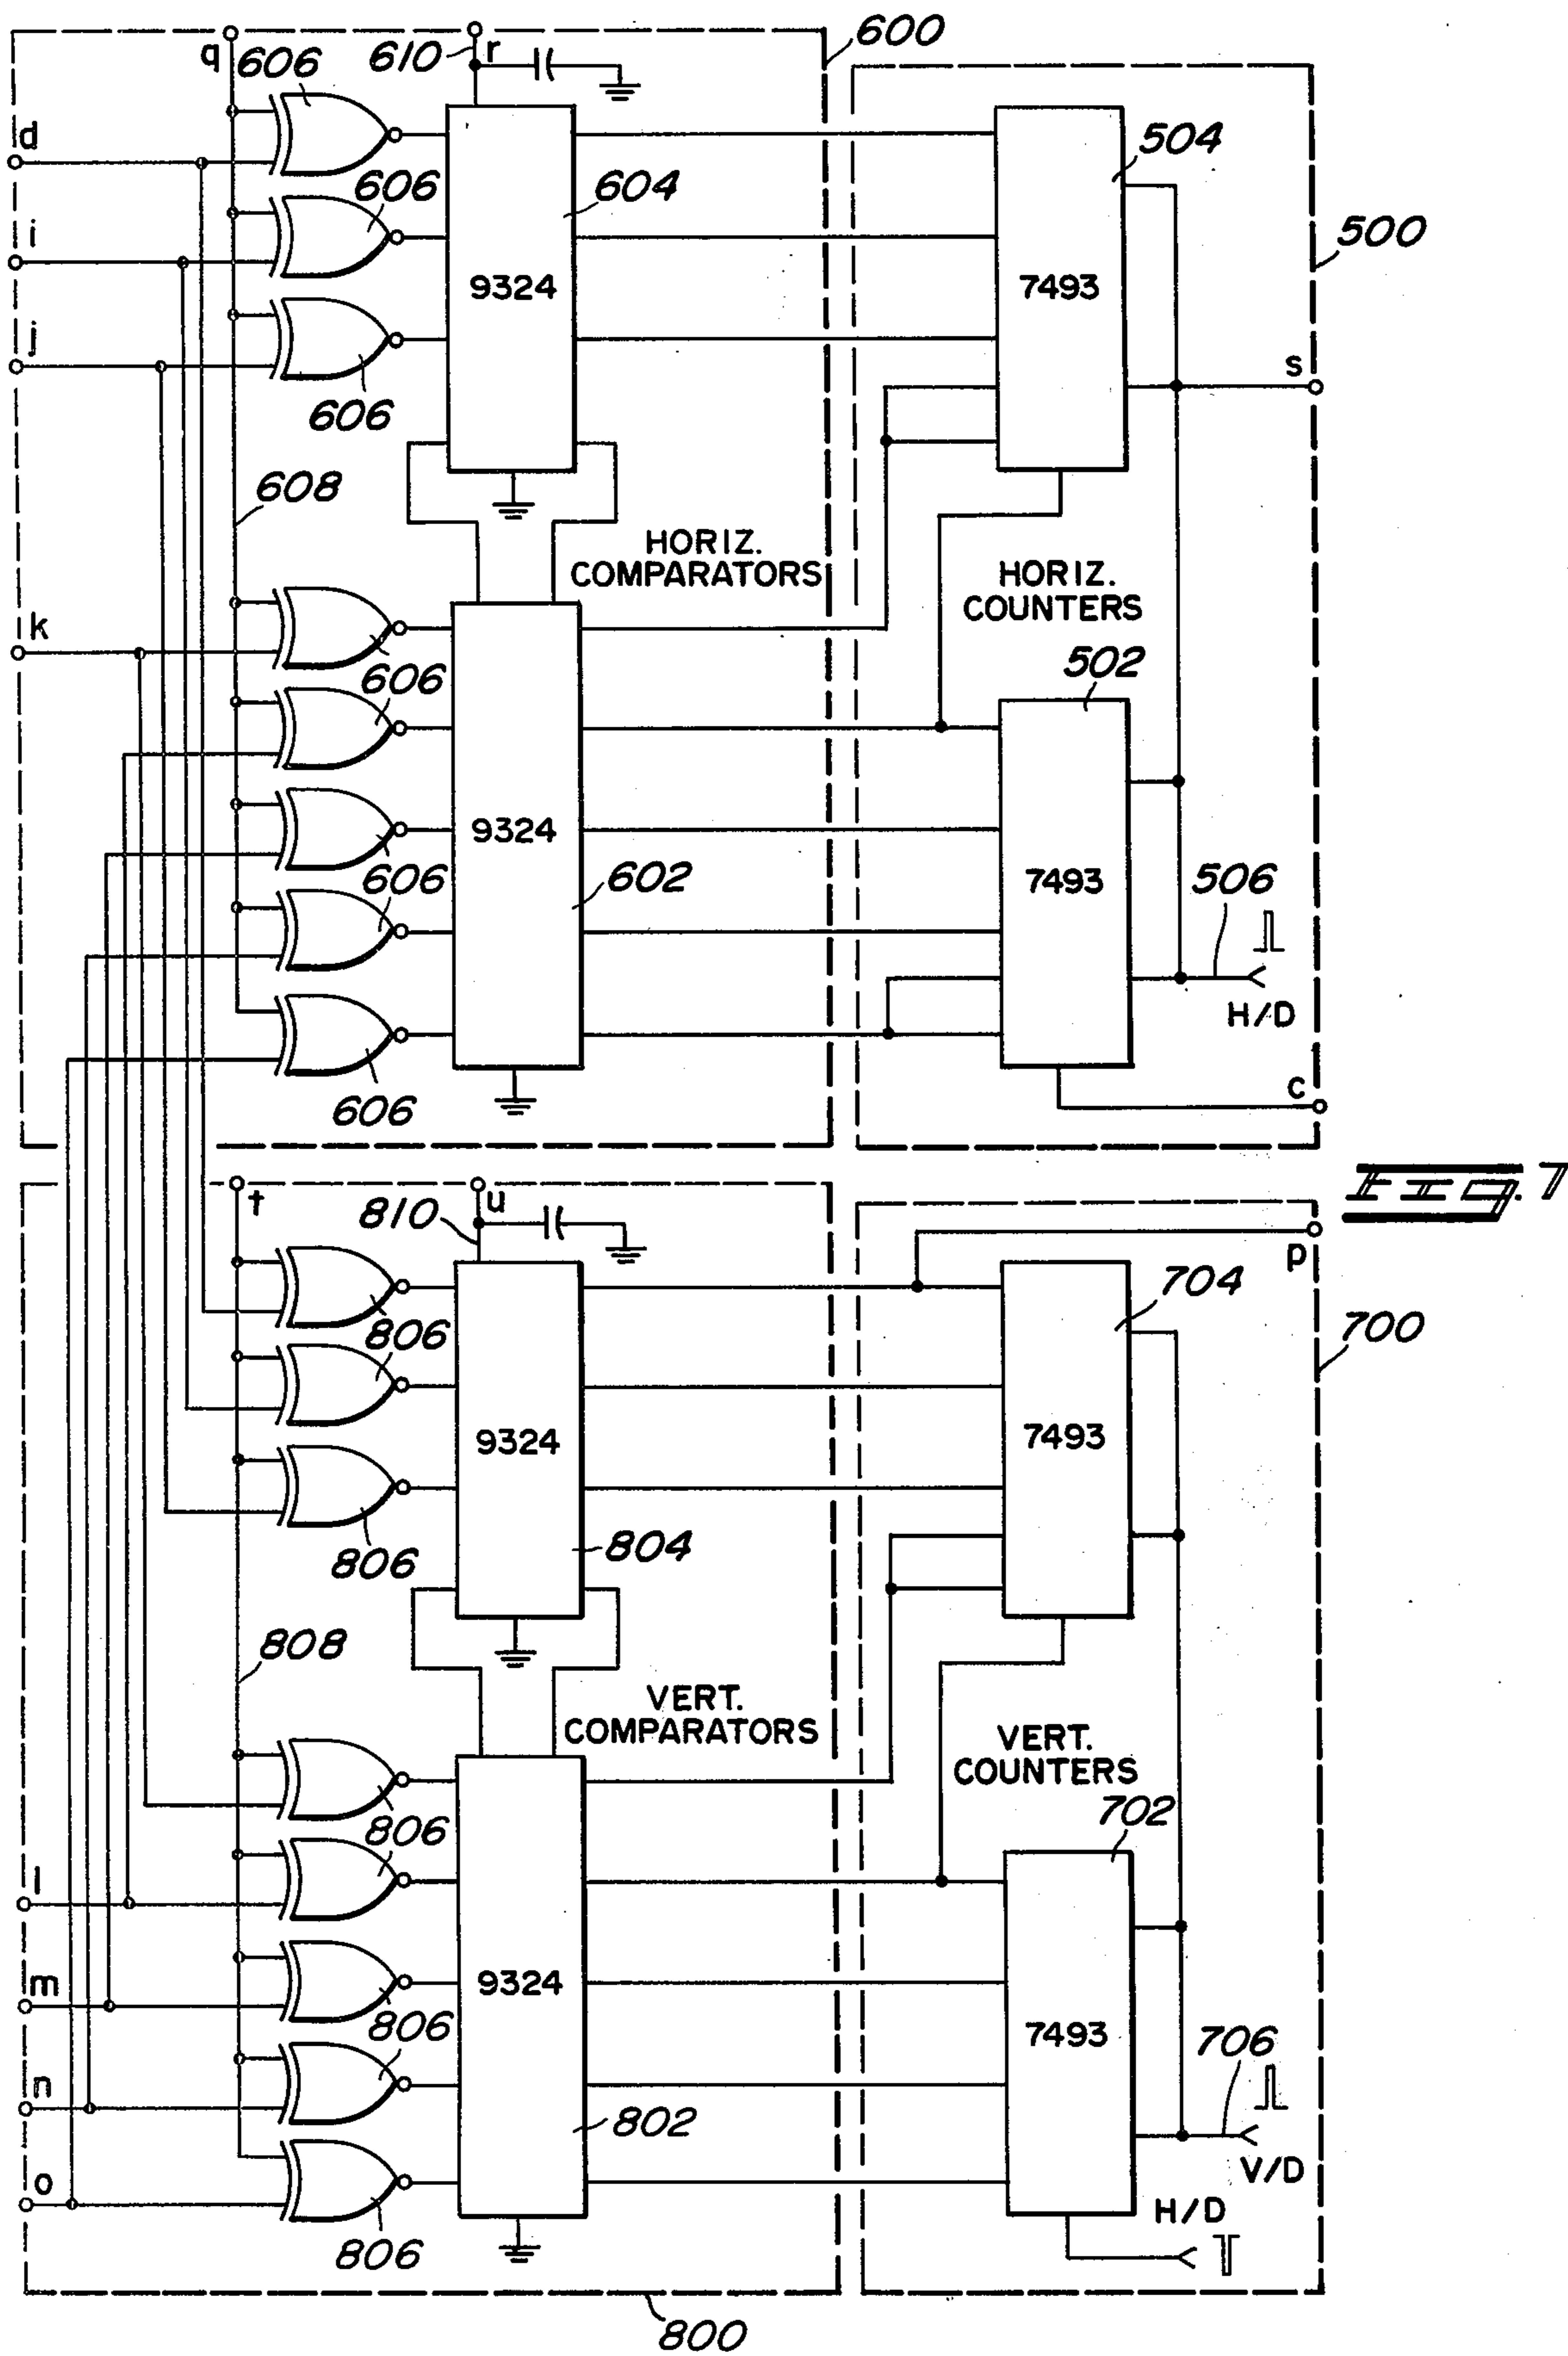 600
q
610
r
606
d
504
606
604
i
500
9324
7493
j
s
606
608
HORIZ.
COMPARATORS
HORIZ.
COUNTERS
k
502
606
9324
606
602
7493
506
H/D
606
c
Fig. 7
t
810
u
p
806
704
700
806
9324
7493
806
804
808
VERT.
COMPARATORS
VERT.
COUNTERS
702
806
l
9324
m
806
7493
706
n
802
V/D
o
H/D
806
800